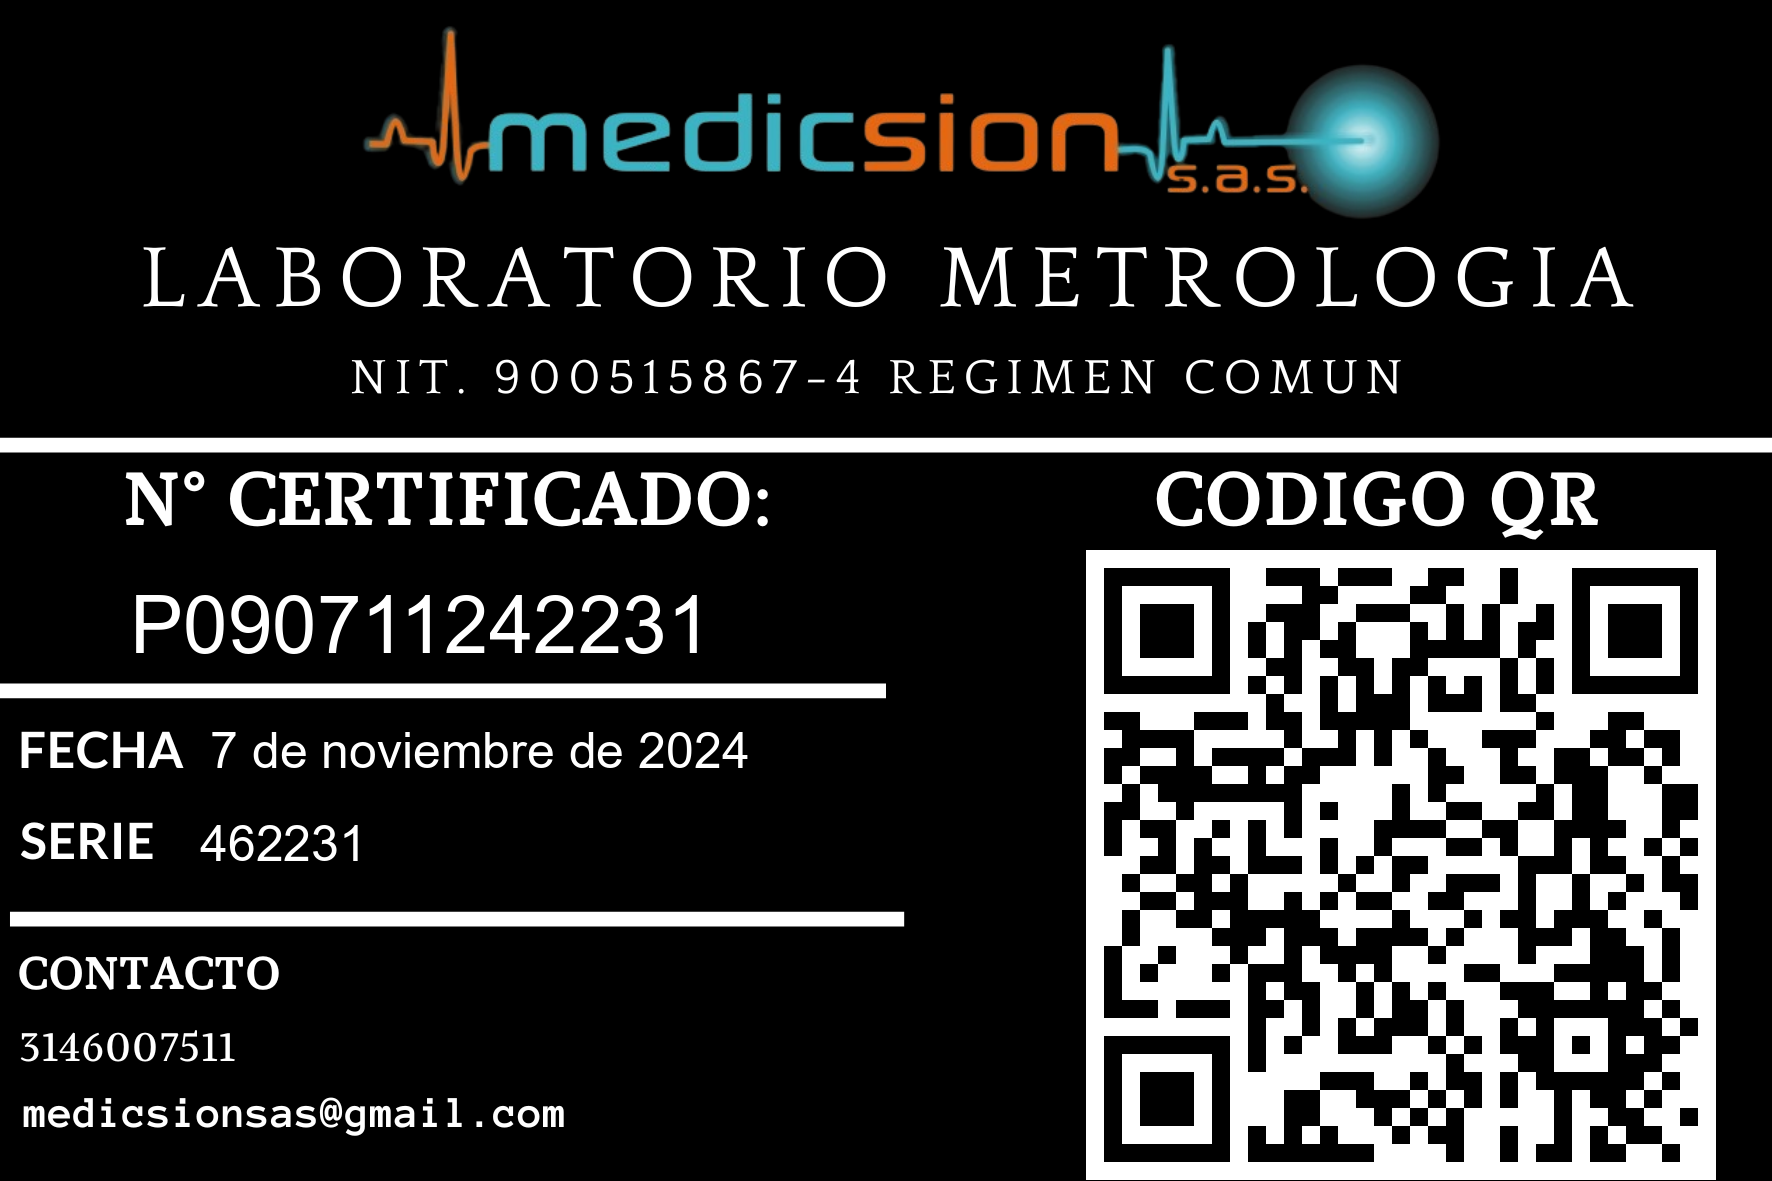 medicsion
s.a.s.
LABORATORIO METROLOGIA
NIT. 900515867-4 REGIMEN COMUN
N° CERTIFICADO:
P090711242231
FECHA 7 de noviembre de 2024
SERIE 462231
CONTACTO
3146007511
medicsionsas@gmail.com
CODIGO QR